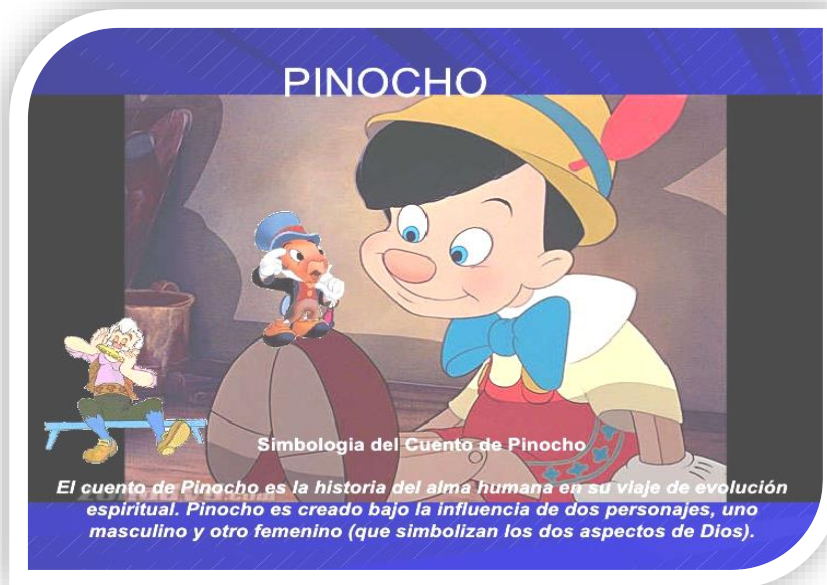 PINOCHO
Simbologia del Cuento de Pinocho
El cuento de Pinocho es la historia del alma humana en su viaje de evolución
espiritual. Pinocho es creado bajo la influencia de dos personajes, uno
masculino y otro femenino (que simbolizan los dos aspectos de Dios).